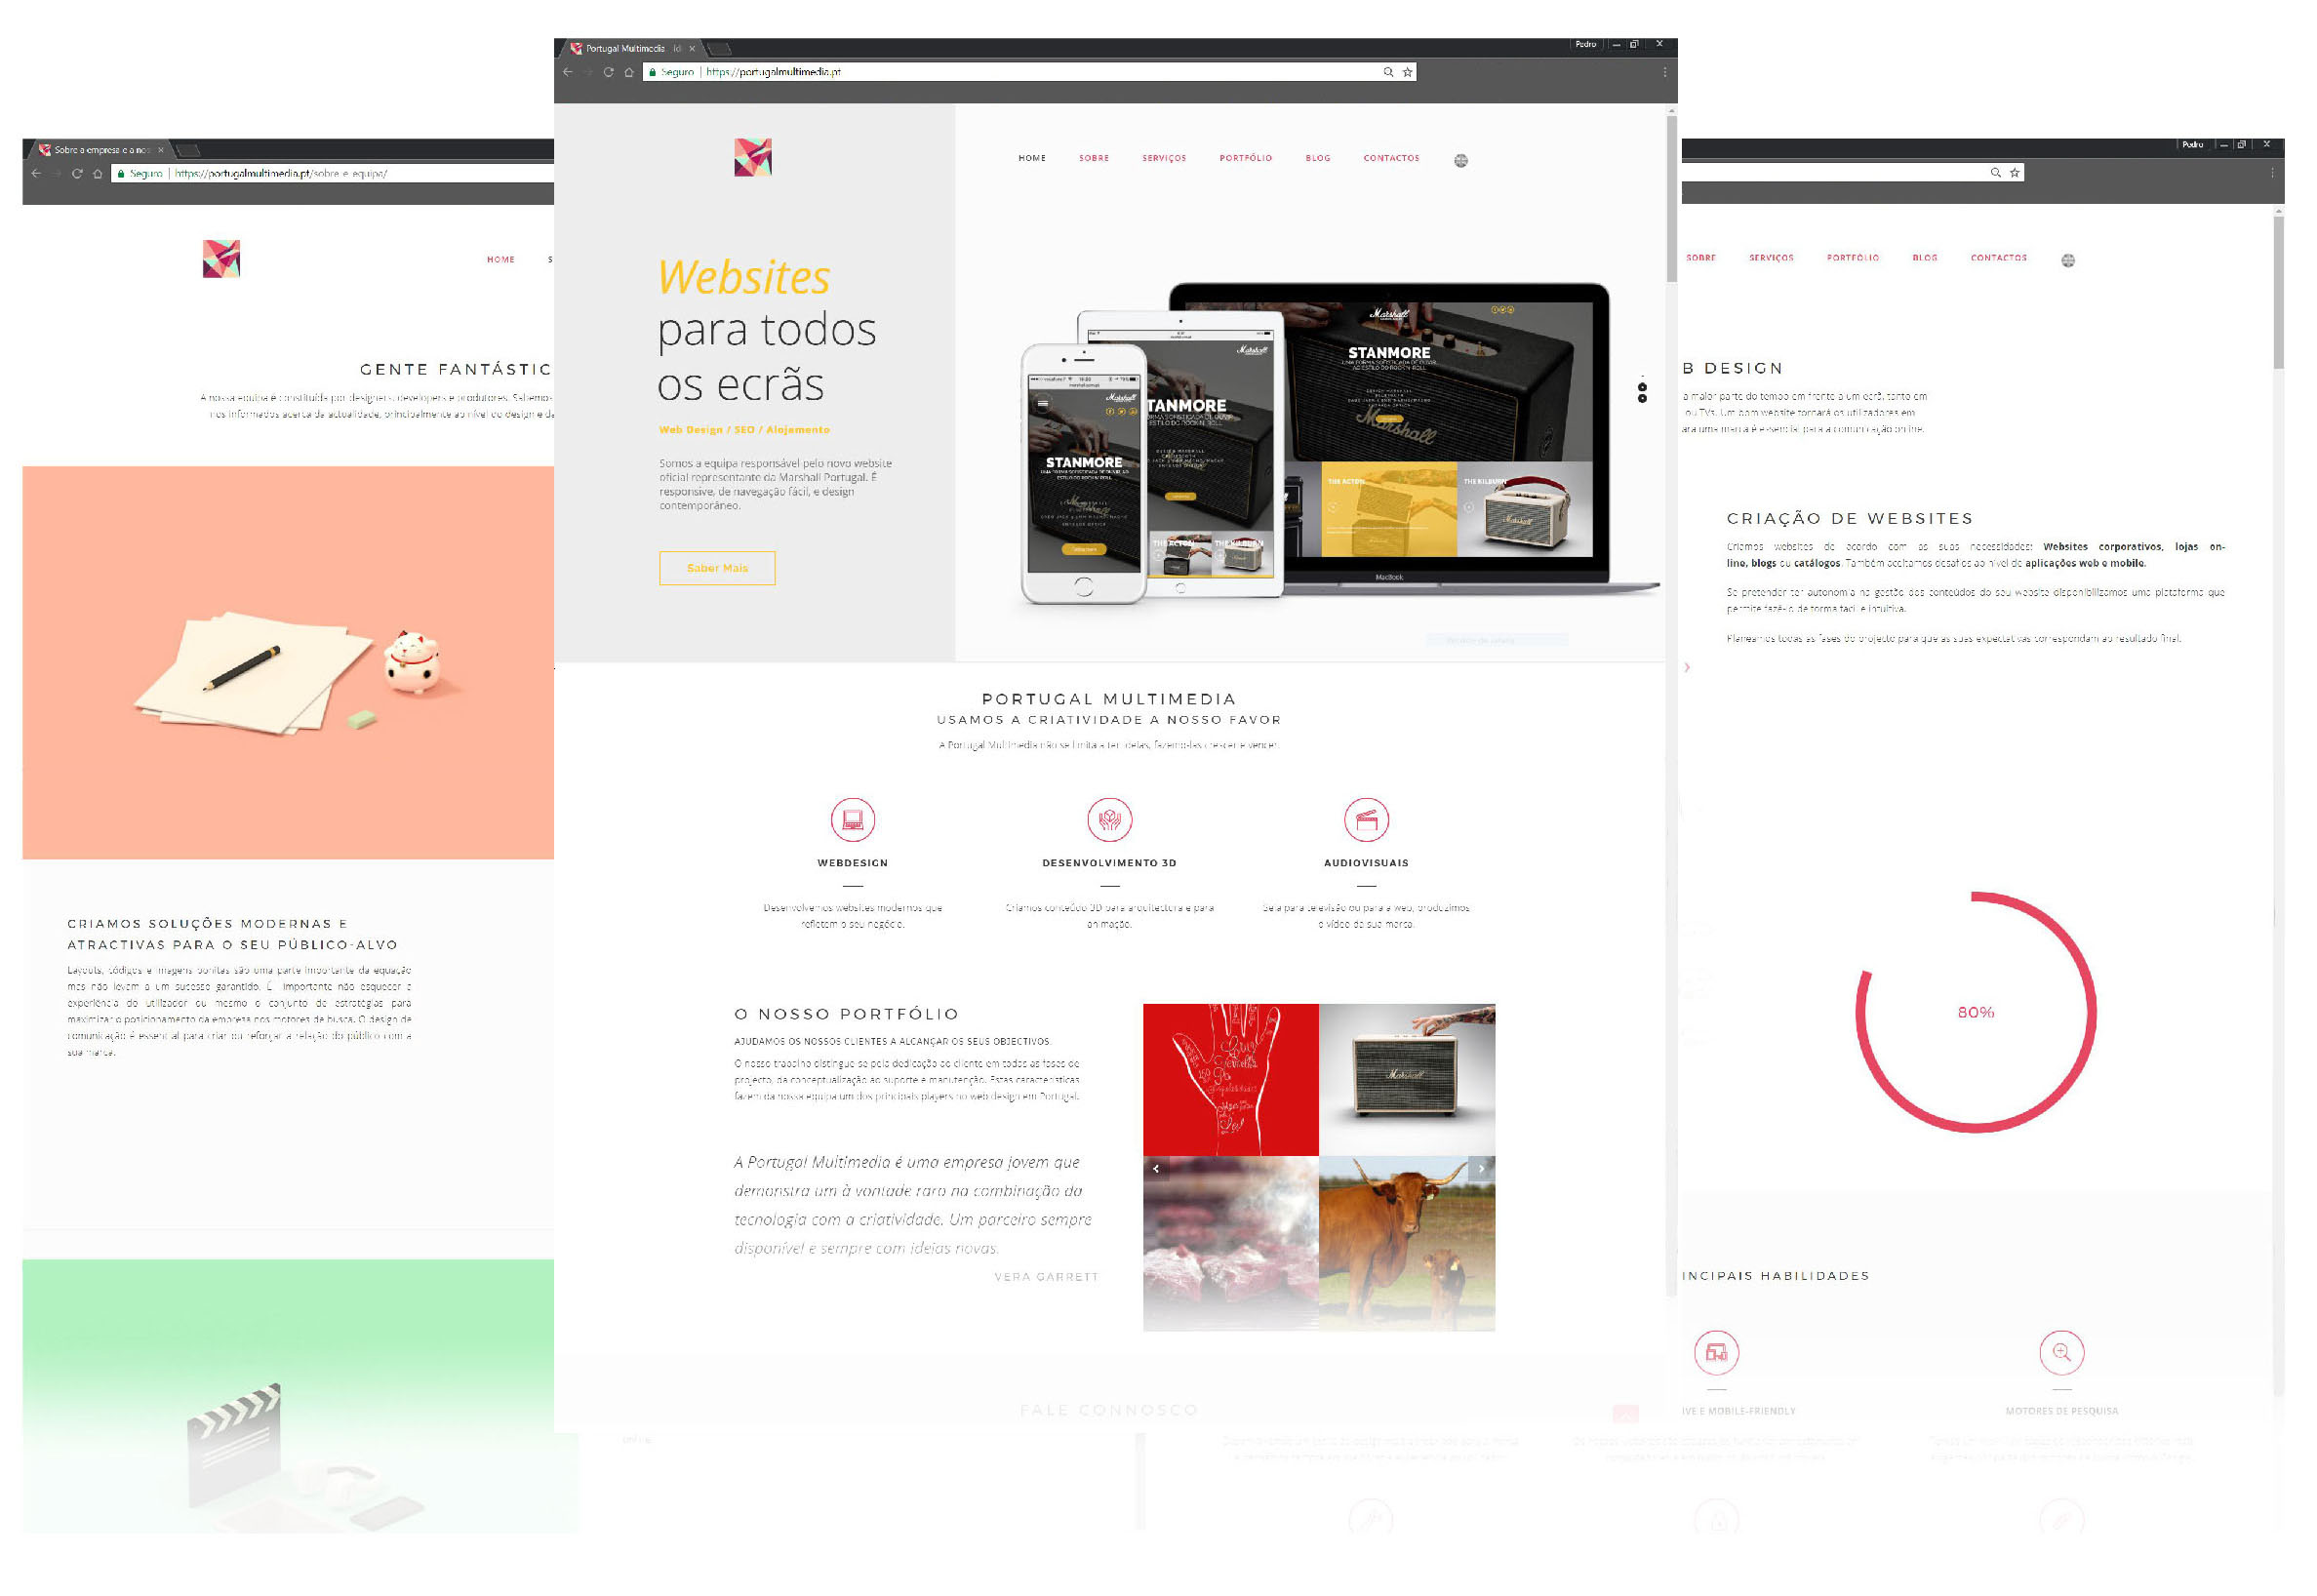 Portugal Multimedia
Pedro
Seguro | https://portugalmultimedia.pt
HOME SOBRE SERVIÇOS PORTFÓLIO BLOG CONTACTOS
Websites
para todos
os ecrãs
Web Design / SEO / Alojamento
Somos a equipa responsável pelo novo website
oficial representante da Marshall Portugal. É
responsive, de navegação fácil, e design
contemporâneo.
Saber Mais
Marshall
STANMORE
THE ACTON
THE KILBURN
MacBook
Marshall
TANMORE
THE ACTON THE KILBURN
Marshall
STANMORE
PORTUGAL MULTIMEDIA
USAMOS A CRIATIVIDADE A NOSSO FAVOR
A Portugal Multimedia não se limita a ter ideias, fazemo-las crescer e vencer.
WEBDESIGN
Desenvolvemos websites modernos que
refletem o seu negócio.
DESENVOLVIMENTO 3D
Criamos conteúdo 3D para arquitectura e para
animação.
AUDIOVISUAIS
Seja para televisão ou para a web, produzimos
o vídeo da sua marca.
O NOSSO PORTFÓLIO
AJUDAMOS OS NOSSOS CLIENTES A ALCANÇAR OS SEUS OBJECTIVOS.
O nosso trabalho distingue-se pela dedicação ao cliente em todas as fases de
projecto, da conceptualização ao suporte e manutenção. Estas características
fazem da nossa equipa um dos principais players no web design em Portugal.
Marshall
A Portugal Multimedia é uma empresa jovem que
demonstra um à vontade raro na combinação da
tecnologia com a criatividade. Um parceiro sempre
disponível e sempre com ideias novas.
VERA GARRETT
FALE CONNOSCO
Sobre a empresa e a nos
Seguro | https://portugalmultimedia.pt/sobre-e-equipa/
HOME S
GENTE FANTÁSTIC
A nossa equipa é constituída por designers, developers e produtores. Sabemo-
nos informados acerca da actualidade, principalmente ao nível do design e da
CRIAMOS SOLUÇÕES MODERNAS E
ATRACTIVAS PARA O SEU PÚBLICO-ALVO
Layouts, códigos e imagens bonitas são uma parte importante da equação
mas não levam a um sucesso garantido. É importante não esquecer a
experiência do utilizador ou mesmo o conjunto de estratégias para
maximizar o posicionamento da empresa nos motores de busca. O design de
comunicação é essencial para criar ou reforçar a relação do público com a
sua marca.
Pedro
SOBRE SERVIÇOS PORTFÓLIO BLOG CONTACTOS
B DESIGN
a maior parte do tempo em frente a um ecrã, tanto em
ou TVs. Um bom website tornará os utilizadores em
ara uma marca é essencial para a comunicação online.
CRIAÇÃO DE WEBSITES
Criamos websites de acordo com as suas necessidades: Websites corporativos, lojas on-
line, blogs ou catálogos. Também aceitamos desafios ao nível de aplicações web e mobile.
Se pretender ter autonomia na gestão dos conteúdos do seu website disponibilizamos uma plataforma que
permite fazê-lo de forma fácil e intuitiva.
Planeamos todas as fases do projecto para que as suas expectativas correspondam ao resultado final.
80%
INCIPAIS HABILIDADES
IVE E MOBILE-FRIENDLY
MOTORES DE PESQUISA